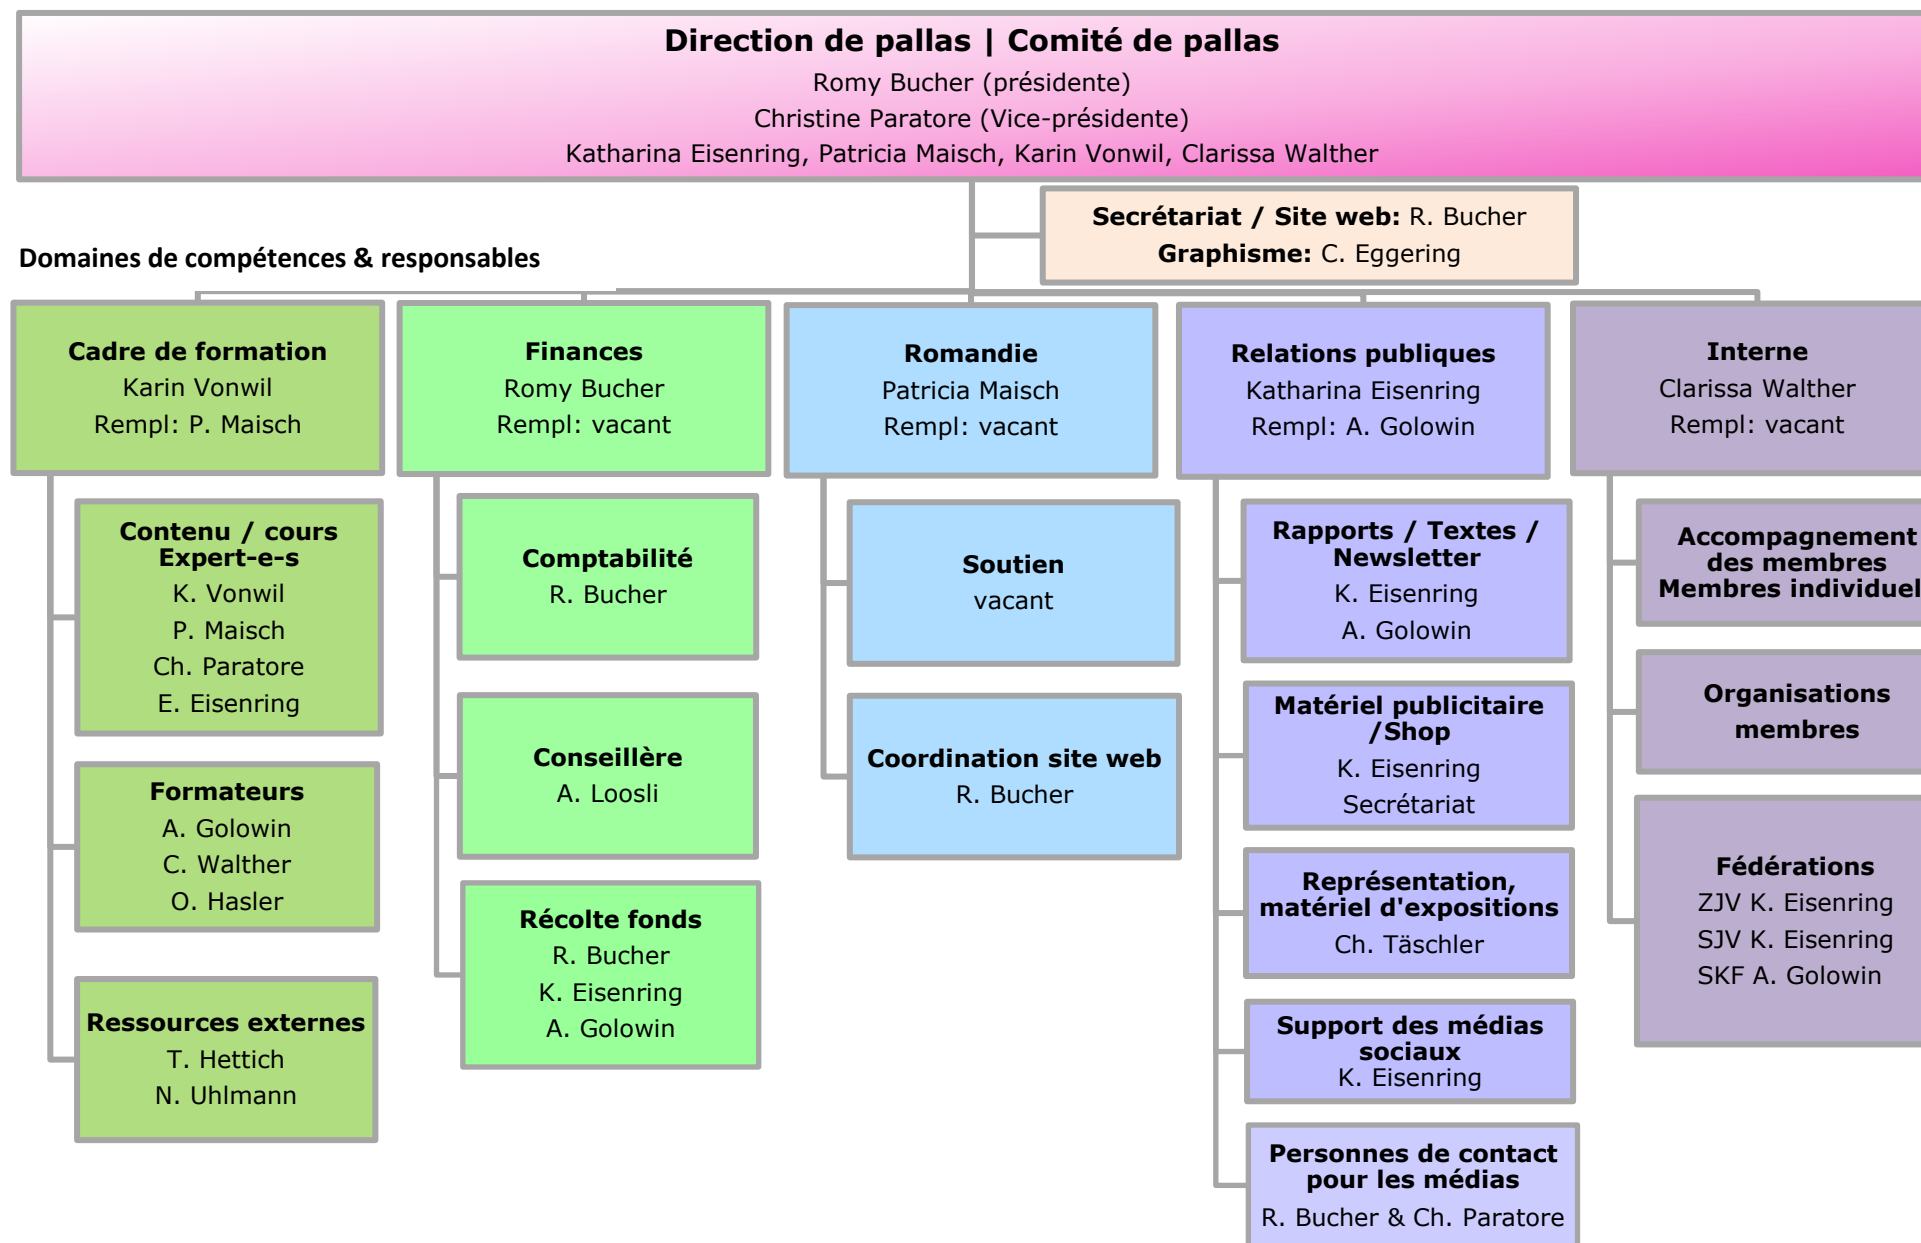 Direction de pallas | Comité de pallas
Romy Bucher (présidente)
Christine Paratore (Vice-présidente)
Katharina Eisenring, Patricia Maisch, Karin Vonwil, Clarissa Walther
Secrétariat / Site web: R. Bucher
Graphisme: C. Eggering
Domaines de compétences & responsables
Cadre de formation
Karin Vonwil
Rempl: P. Maisch
Contenu / cours
Expert-e-s
K. Vonwil
P. Maisch
Ch. Paratore
E. Eisenring
Formateurs
A. Golowin
C. Walther
O. Hasler
Ressources externes
T. Hettich
N. Uhlmann
Finances
Romy Bucher
Rempl: vacant
Comptabilité
R. Bucher
Conseillère
A. Loosli
Récolte fonds
R. Bucher
K. Eisenring
A. Golowin
Romandie
Patricia Maisch
Rempl: vacant
Soutien
vacant
Coordination site web
R. Bucher
Relations publiques
Katharina Eisenring
Rempl: A. Golowin
Rapports / Textes /
Newsletter
K. Eisenring
A. Golowin
Matériel publicitaire
/Shop
K. Eisenring
Secrétariat
Représentation,
matériel d'expositions
Ch. Täschler
Support des médias
sociaux
K. Eisenring
Personnes de contact
pour les médias
R. Bucher & Ch. Paratore
Interne
Clarissa Walther
Rempl: vacant
Accompagnement
des membres
Membres individuel
Organisations
membres
Fédérations
ZJV K. Eisenring
SJV K. Eisenring
SKF A. Golowin